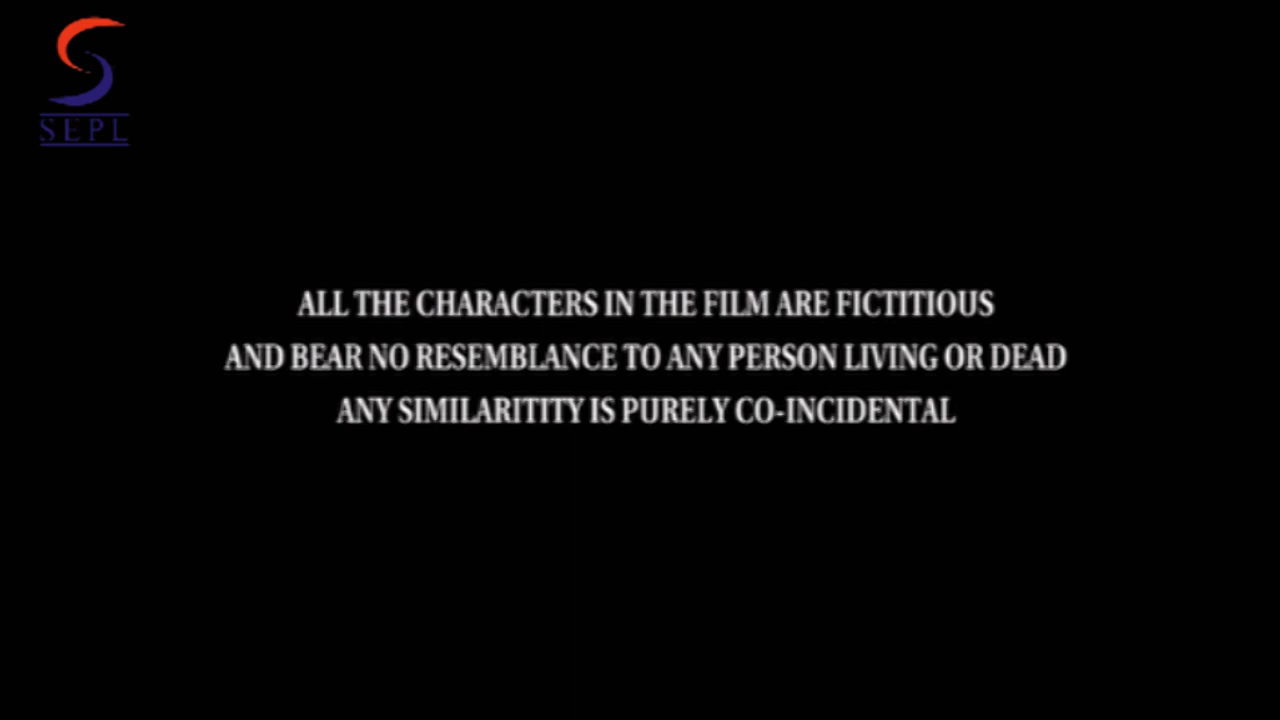 SEPL
ALL THE CHARACTERS IN THE FILM ARE FICTITIOUS
AND BEAR NO RESEMBLANCE TO ANY PERSON LIVING OR DEAD
ANY SIMILARITITY IS PURELY CO-INCIDENTAL